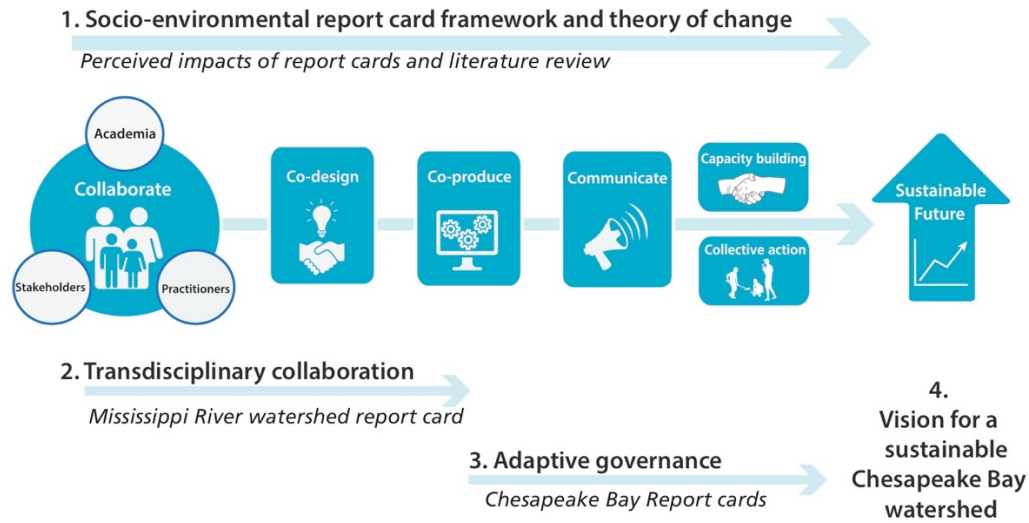 1. Socio-environmental report card framework and theory of change
Perceived impacts of report cards and literature review
Academia
Collaborate
Stakeholders
Practitioners
Co-design
Co-produce
Communicate
Capacity building
Collective action
Sustainable
Future
2. Transdisciplinary collaboration
Mississippi River watershed report card
3. Adaptive governance
Chesapeake Bay Report cards
4.
Vision for a
sustainable
Chesapeake Bay
watershed